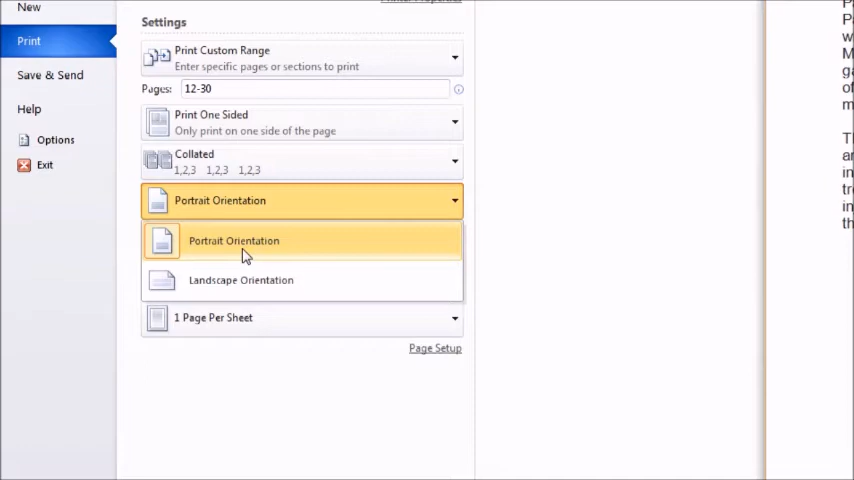 New
Print
Save & Send
Help
Options
Exit
Printer Properties
Settings
Print Custom Range
Enter specific pages or sections to print
Pages: 12-30
Print One Sided
Only print on one side of the page
Collated
1,2,3 1,2,3 1,2,3
Portrait Orientation
Portrait Orientation
Landscape Orientation
1 Page Per Sheet
Page Setup